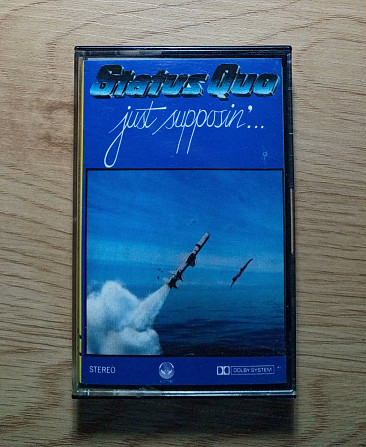 Status Quo
just supposin'...
STEREO
DOLBY SYSTEM